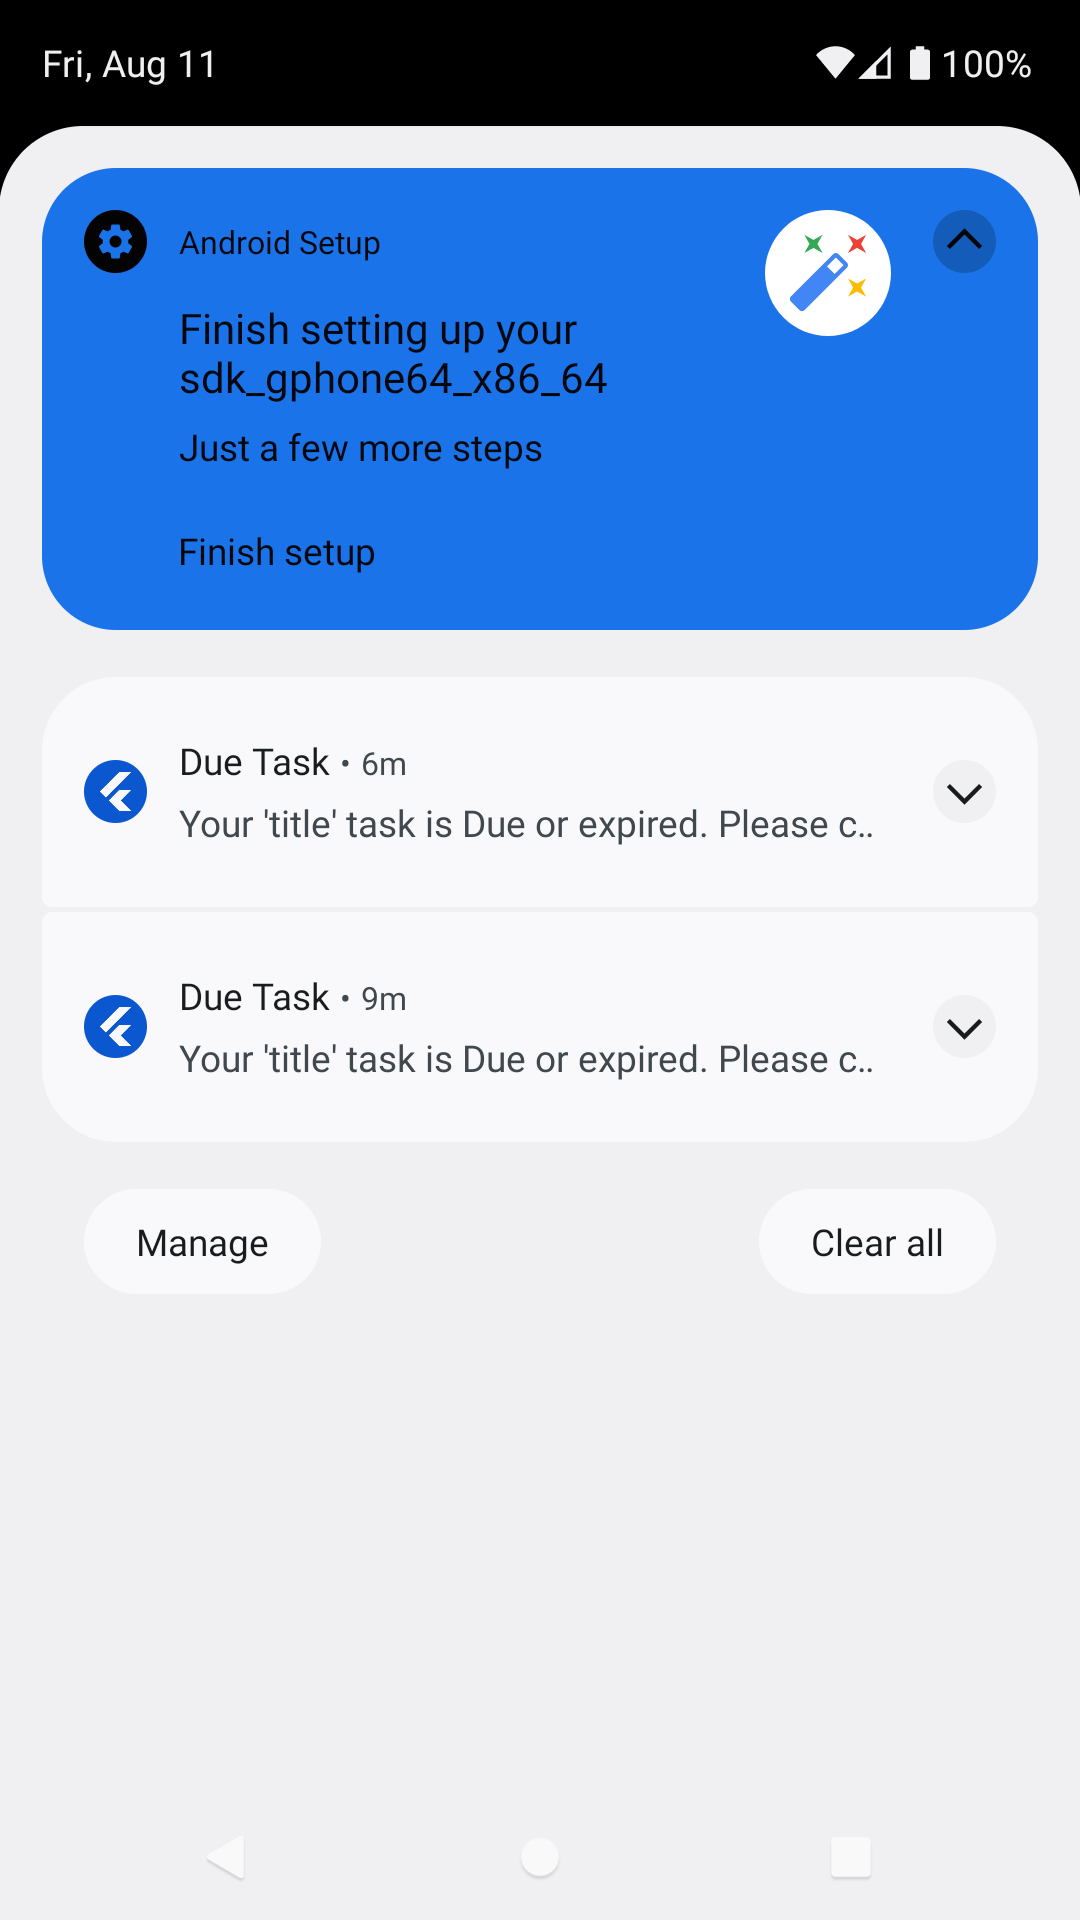 Fri, Aug 11
100%
Android Setup
Finish setting up your
sdk_gphone64_x86_64
Just a few more steps
Finish setup
Due Task • 6m
Your 'title' task is Due or expired. Please c..
Due Task • 9m
Your 'title' task is Due or expired. Please c..
Manage
Clear all